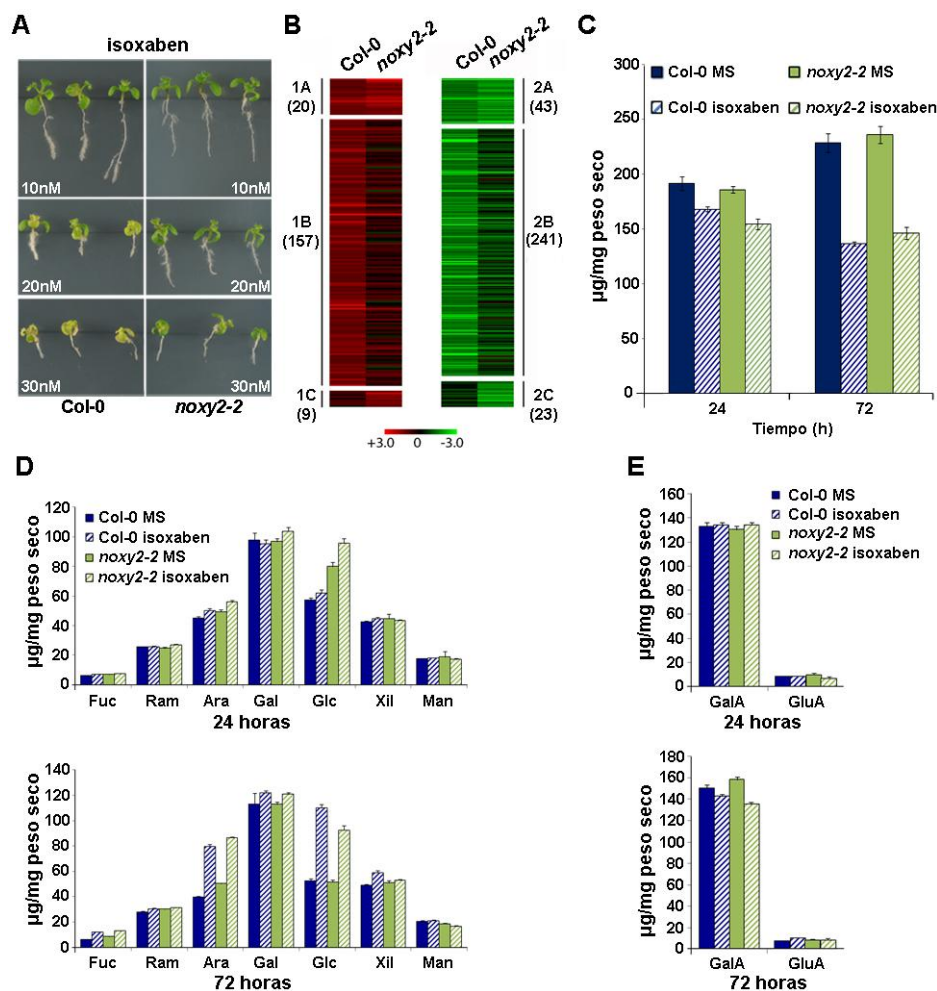 A
isoxaben
10nM
10nM
20nM
20nM
30nM
30nM
Col-0
noxy2-2
B
Col-0
noxy2-2
Col-0
noxy2-2
1A
(20)
1B
(157)
1C
(9)
2A
(43)
2B
(241)
2C
(23)
+3.0 0 -3.0
C
Col-0 MS
noxy2-2 MS
Col-0 isoxaben
noxy2-2 isoxaben
µg/mg peso seco
300
250
200
150
100
50
0
24
72
Tiempo (h)
D
Col-0 MS
Col-0 isoxaben
noxy2-2 MS
noxy2-2 isoxaben
µg/mg peso seco
120
100
80
60
40
20
0
Fuc Ram Ara Gal Glc Xil Man
24 horas
µg/mg peso seco
140
120
100
80
60
40
20
0
Fuc Ram Ara Gal Glc Xil Man
72 horas
E
Col-0 MS
Col-0 isoxaben
noxy2-2 MS
noxy2-2 isoxaben
µg/mg peso seco
160
140
120
100
80
60
40
20
0
GalA GluA
24 horas
µg/mg peso seco
180
160
140
120
100
80
60
40
20
0
GalA GluA
72 horas